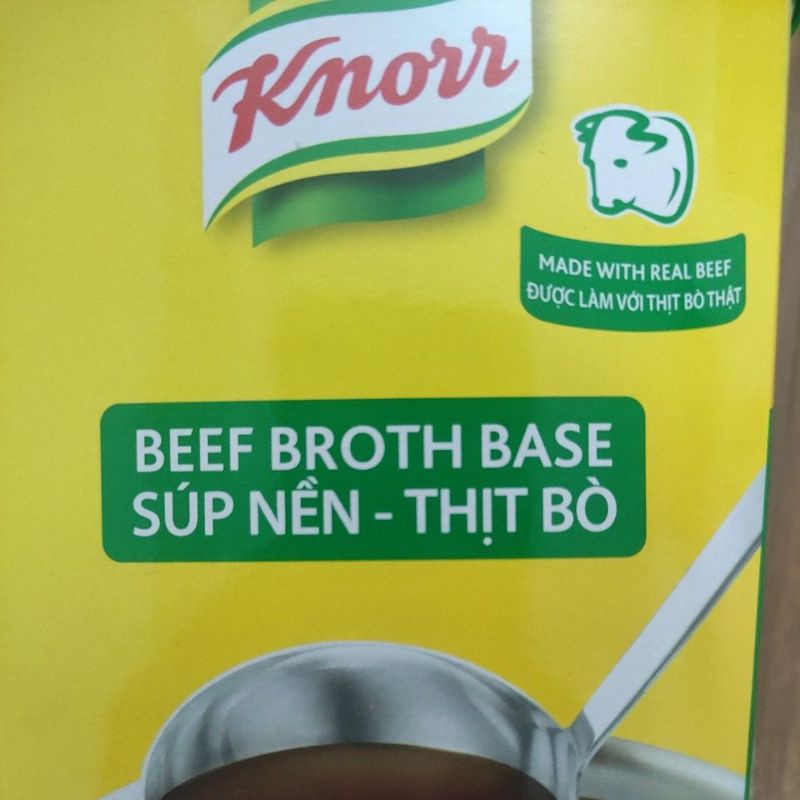 Knorr
MADE WITH REAL BEEF
ĐƯỢC LÀM VỚI THỊT BÒ THẬT
BEEF BROTH BASE
SÚP NỀN - THỊT BÒ